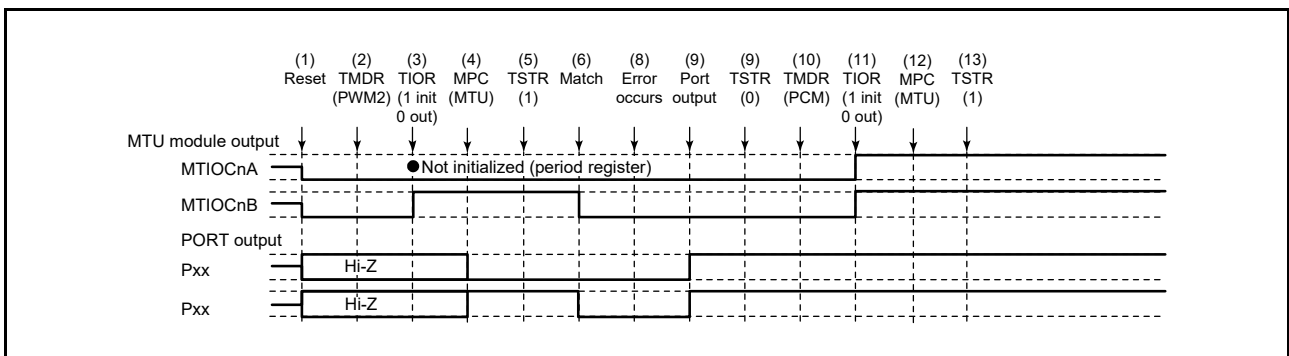 (1) (2) (3) (4) (5) (6) (8) (9) (9) (10) (11) (12) (13)
Reset TMDR TIOR MPC TSTR Match Error Port TSTR TMDR TIOR MPC TSTR
(PWM2) (1 init (MTU) (1) occurs output (0) (PCM) (1 init (MTU) (1)
0 out) 0 out)
MTU module output
MTIOCnA Not initialized (period register)
MTIOCnB
PORT output
Pxx Hi-Z
Pxx Hi-Z